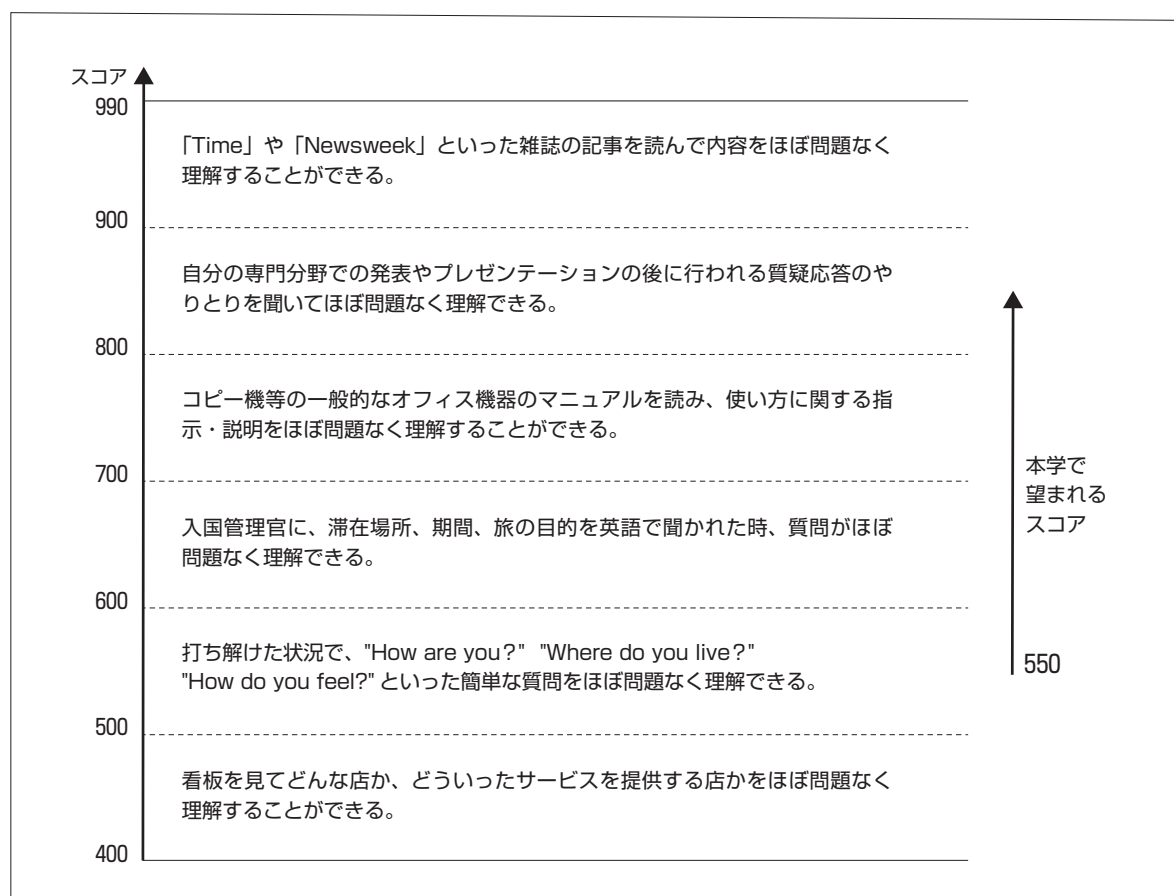 スコア
990
「Time」や「Newsweek」といった雑誌の記事を読んで内容をほぼ問題なく
理解することができる。
900
自分の専門分野での発表やプレゼンテーションの後に行われる質疑応答のや
りとりを聞いてほぼ問題なく理解できる。
800
コピー機等の一般的なオフィス機器のマニュアルを読み、使い方に関する指
示・説明をほぼ問題なく理解することができる。
700
入国管理官に、滞在場所、期間、旅の目的を英語で聞かれた時、質問がほぼ
問題なく理解できる。
600
打ち解けた状況で、"How are you?" "Where do you live?"
"How do you feel?" といった簡単な質問をほぼ問題なく理解できる。
500
看板を見てどんな店か、どういったサービスを提供する店かをほぼ問題なく
理解することができる。
400
本学で
望まれる
スコア
550